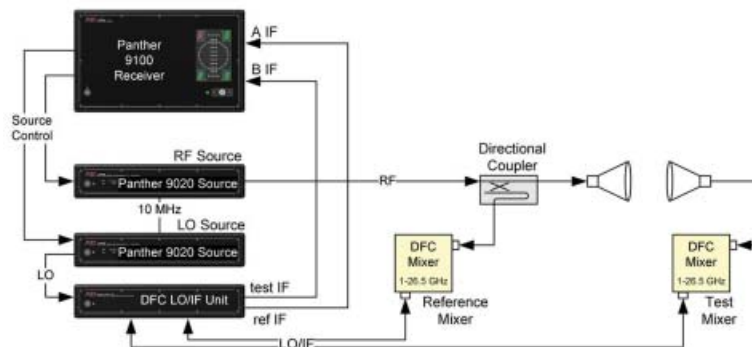 Panther
9100
Receiver
A IF
B IF
Source
Control
RF Source
Panther 9020 Source
10 MHz
LO Source
Panther 9020 Source
LO
DFC LO/IF Unit
test IF
ref IF
RF
Directional
Coupler
DFC
Mixer
1-26.5 GHz
Reference
Mixer
DFC
Mixer
1-26.5 GHz
Test
Mixer
LO/IF